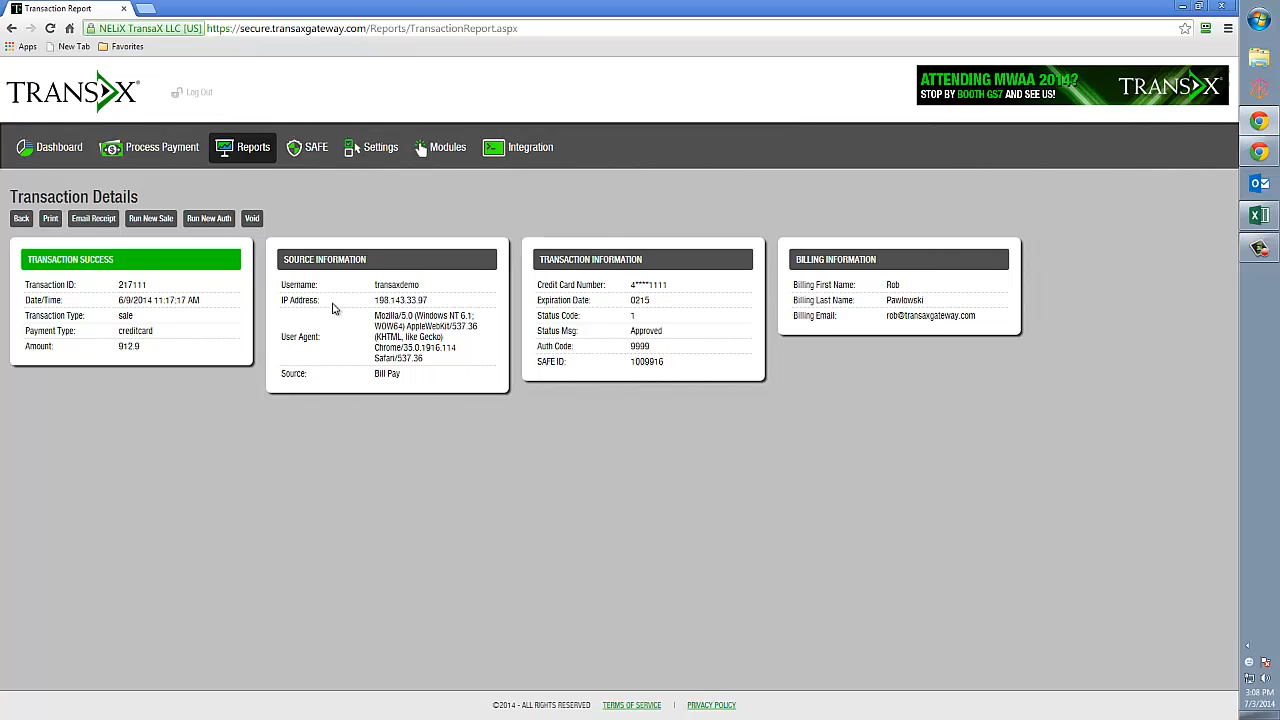 Transaction Report
NELiX TransaX LLC [US] https://secure.transaxgateway.com/Reports/TransactionReport.aspx
Apps New Tab Favorites
TRANSX
Log Out
ATTENDING MWAA 2014?
STOP BY BOOTH GS7 AND SEE US!
TRANSX
Dashboard Process Payment Reports SAFE Settings Modules Integration
Transaction Details
Back Print Email Receipt Run New Sale Run New Auth Void
TRANSACTION SUCCESS
Transaction ID: 217111
Date/Time: 6/9/2014 11:17:17 AM
Transaction Type: sale
Payment Type: creditcard
Amount: 912.9
SOURCE INFORMATION
Username: transaxdemo
IP Address: 198.143.33.97
User Agent: Mozilla/5.0 (Windows NT 6.1;
WOW64) AppleWebKit/537.36
(KHTML, like Gecko)
Chrome/35.0.1916.114
Safari/537.36
Source: Bill Pay
TRANSACTION INFORMATION
Credit Card Number: 4****1111
Expiration Date: 0215
Status Code: 1
Status Msg: Approved
Auth Code: 9999
SAFE ID: 1009916
BILLING INFORMATION
Billing First Name: Rob
Billing Last Name: Pawlowski
Billing Email: rob@transaxgateway.com
©2014 - ALL RIGHTS RESERVED TERMS OF SERVICE | PRIVACY POLICY
3:08 PM
7/3/2014